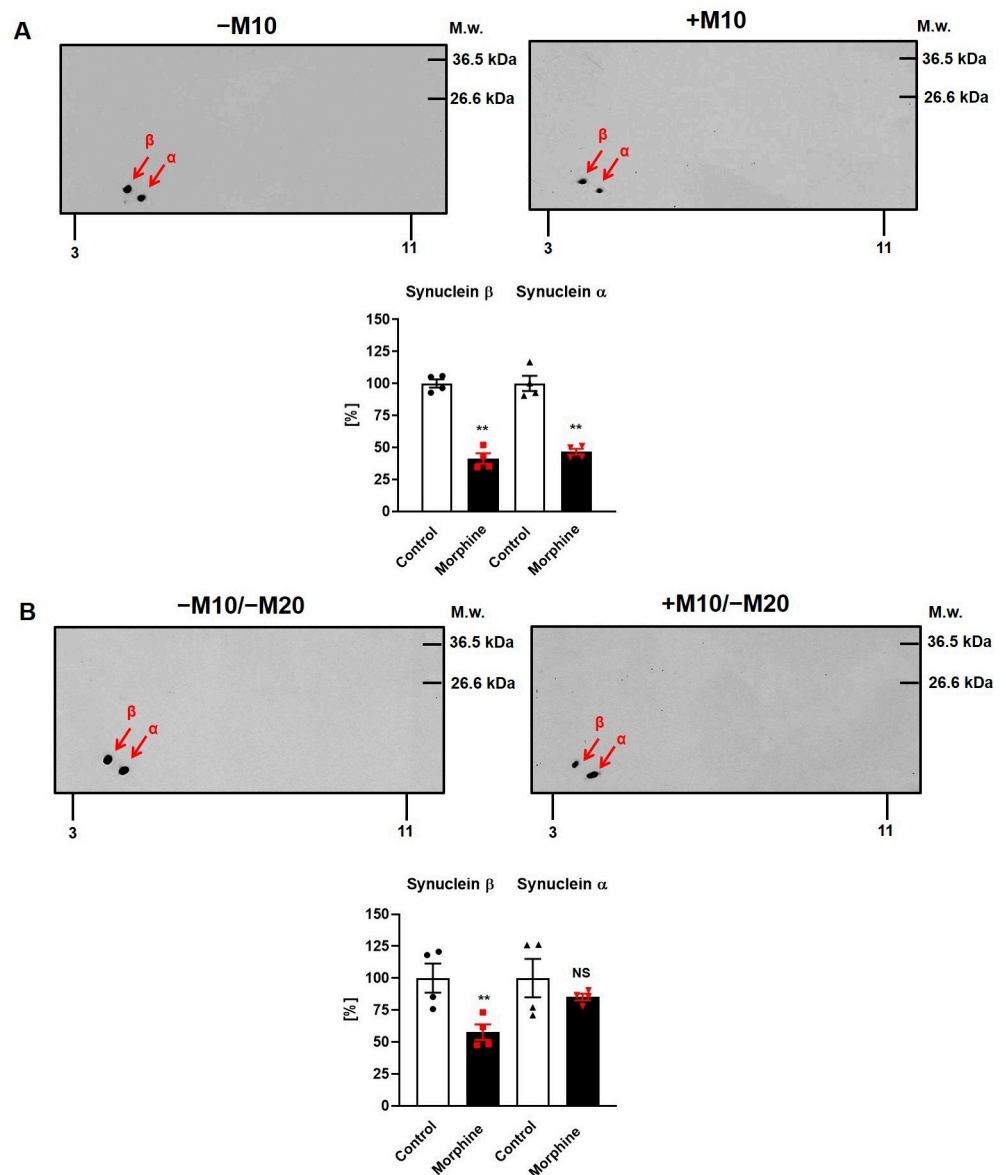 A
−M10
M.w.
36.5 kDa
26.6 kDa
β
α
3
11
+M10
M.w.
36.5 kDa
26.6 kDa
β
α
3
11
Synuclein β
Synuclein α
150
125
100
75
50
25
0
[%]
**
**
Control
Morphine
Control
Morphine
B
−M10/−M20
M.w.
36.5 kDa
26.6 kDa
β
α
3
11
+M10/−M20
M.w.
36.5 kDa
26.6 kDa
β
α
3
11
Synuclein β
Synuclein α
150
125
100
75
50
25
0
[%]
**
NS
Control
Morphine
Control
Morphine